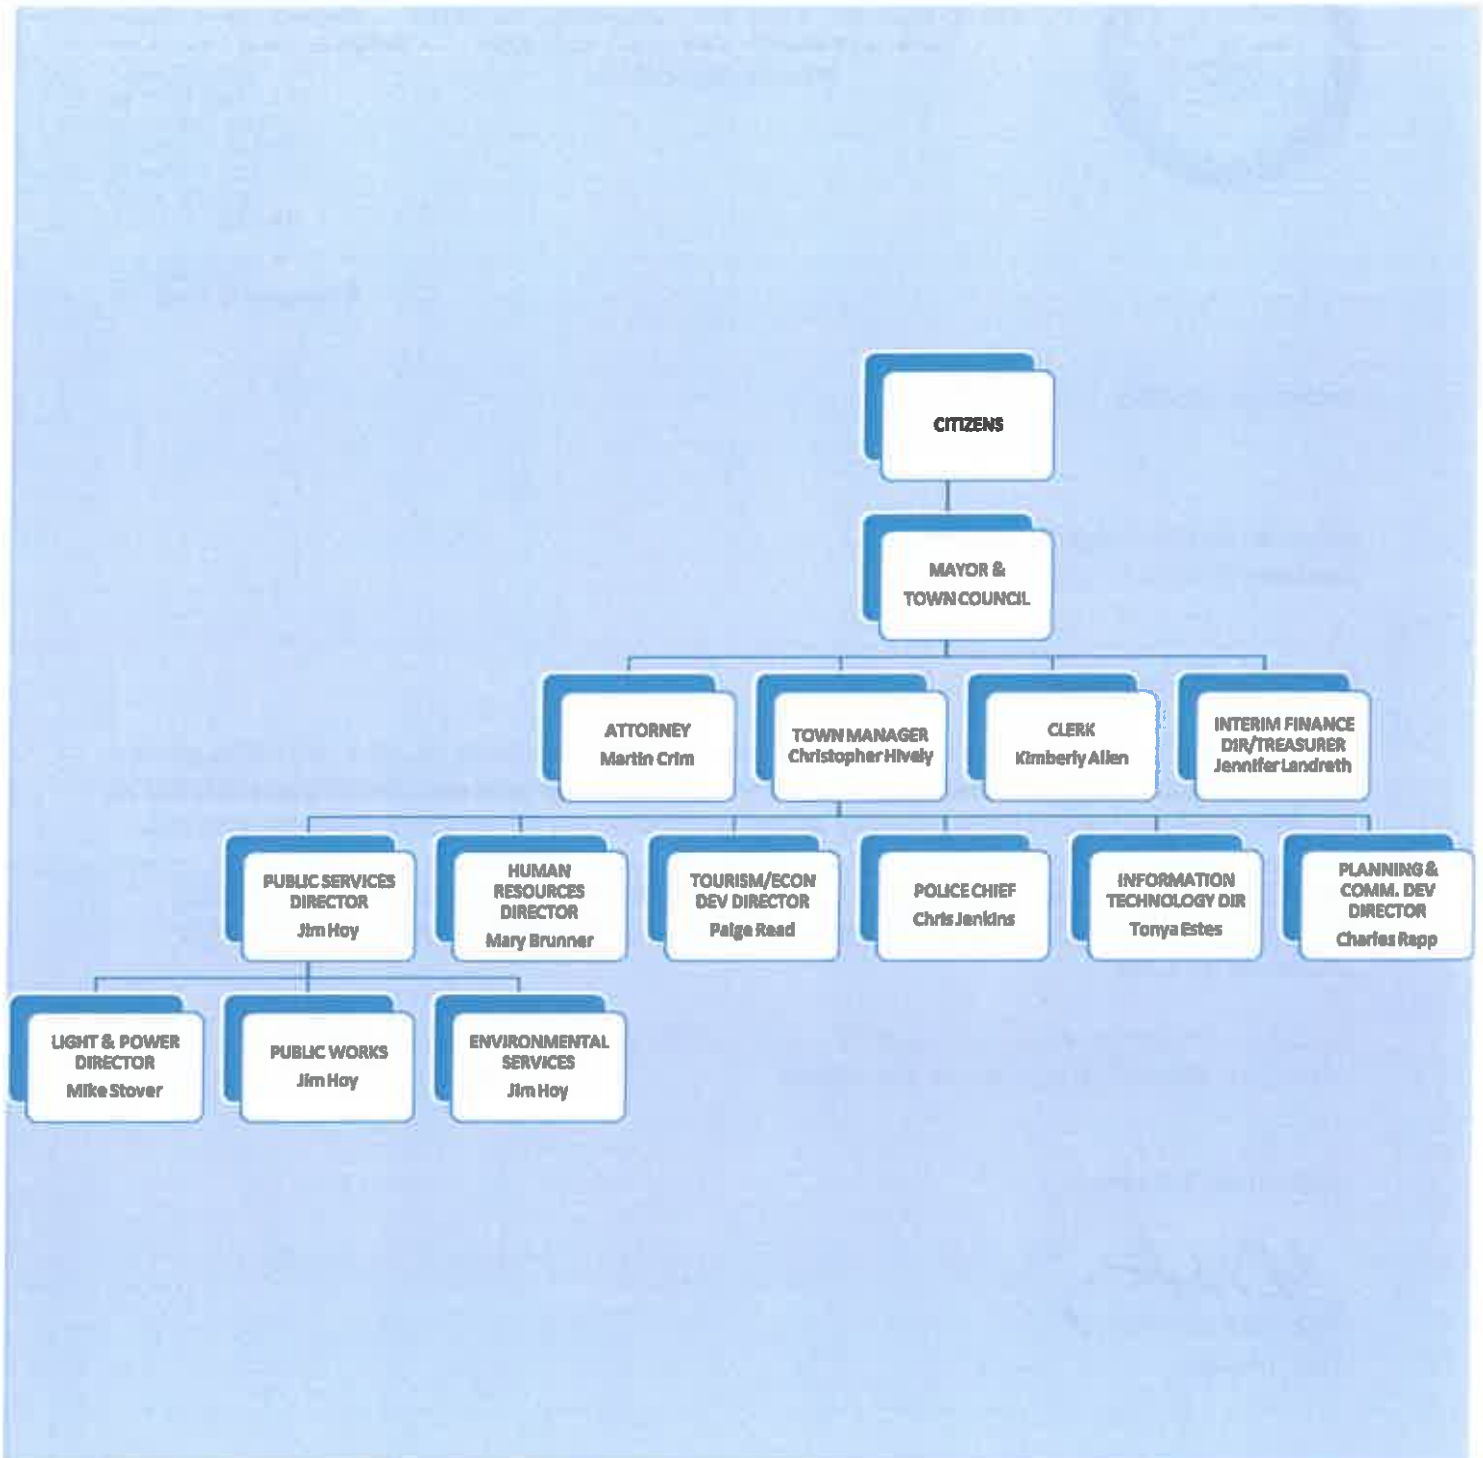 CITIZENS
MAYOR &
TOWN COUNCIL
ATTORNEY
Martin Crim
TOWN MANAGER
Christopher Hively
CLERK
Kimberly Allen
INTERIM FINANCE
DIR/TREASURER
Jennifer Landreth
PUBLIC SERVICES
DIRECTOR
Jim Hoy
HUMAN
RESOURCES
DIRECTOR
Mary Brunner
TOURISM/ECON
DEV DIRECTOR
Paige Read
POLICE CHIEF
Chris Jenkins
INFORMATION
TECHNOLOGY DIR
Tonya Estes
PLANNING &
COMM. DEV
DIRECTOR
Charles Rapp
LIGHT & POWER
DIRECTOR
Mike Stover
PUBLIC WORKS
Jim Hoy
ENVIRONMENTAL
SERVICES
Jim Hoy